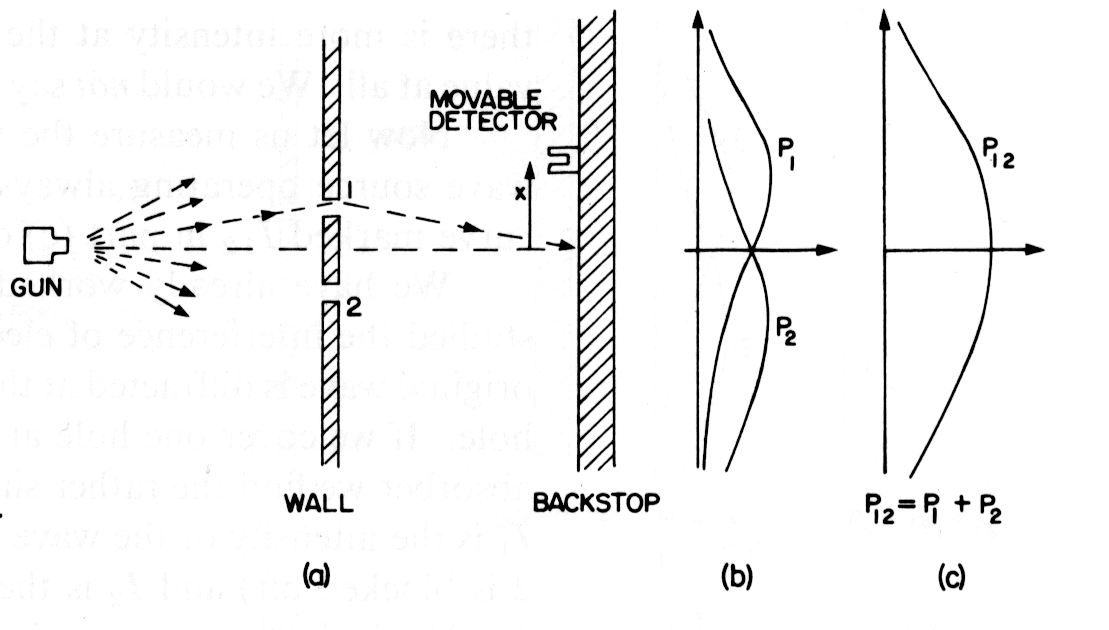 MOVABLE
DETECTOR
x
1
2
GUN
WALL
BACKSTOP
P₁
P₂
P₁₂
P₁₂ = P₁ + P₂
(a)
(b)
(c)